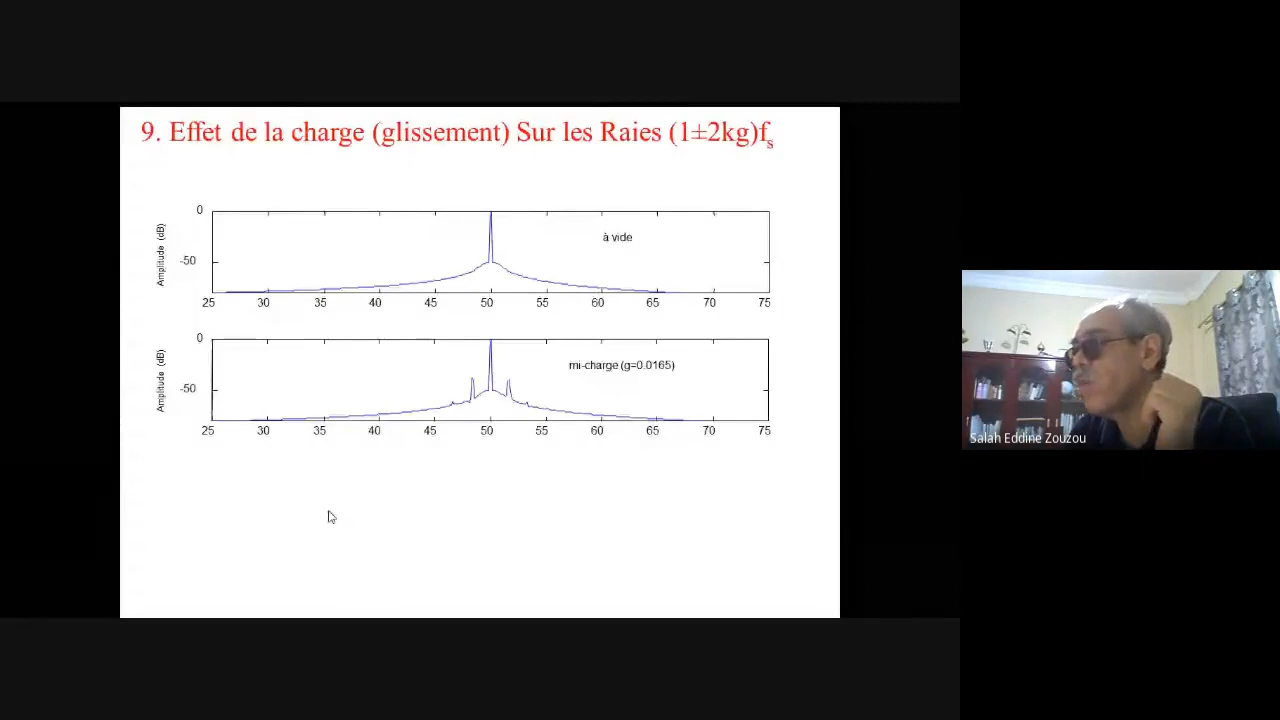 9. Effet de la charge (glissement) Sur les Raies (1±2kg)fs
0
-50
Amplitude (dB)
à vide
25 30 35 40 45 50 55 60 65 70 75
0
-50
Amplitude (dB)
mi-charge (g=0.0165)
25 30 35 40 45 50 55 60 65 70 75
Salah Eddine Zouzou